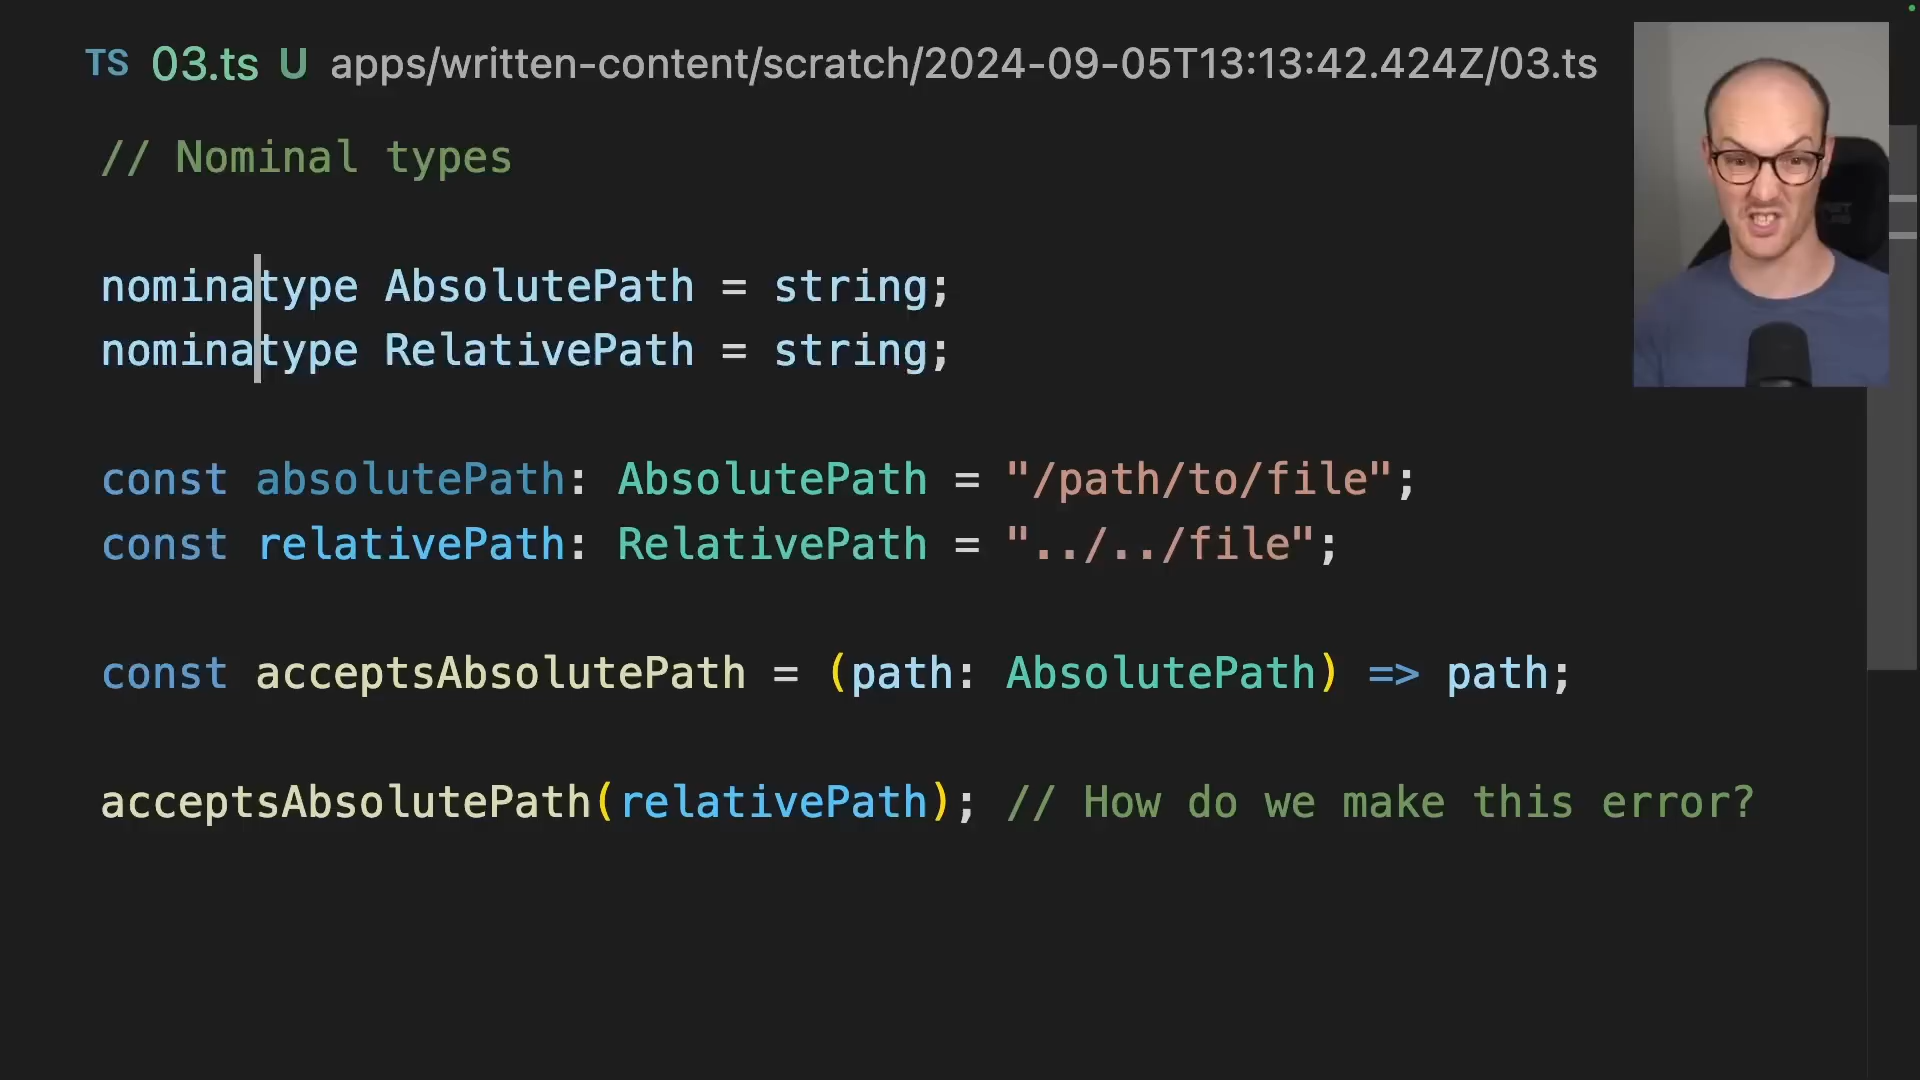 TS 03.ts U apps/written-content/scratch/2024-09-05T13:13:42.424Z/03.ts
// Nominal types
nominatype AbsolutePath = string;
nominatype RelativePath = string;
const absolutePath: AbsolutePath = "/path/to/file";
const relativePath: RelativePath = "../../file";
const acceptsAbsolutePath = (path: AbsolutePath) => path;
acceptsAbsolutePath(relativePath); // How do we make this error?